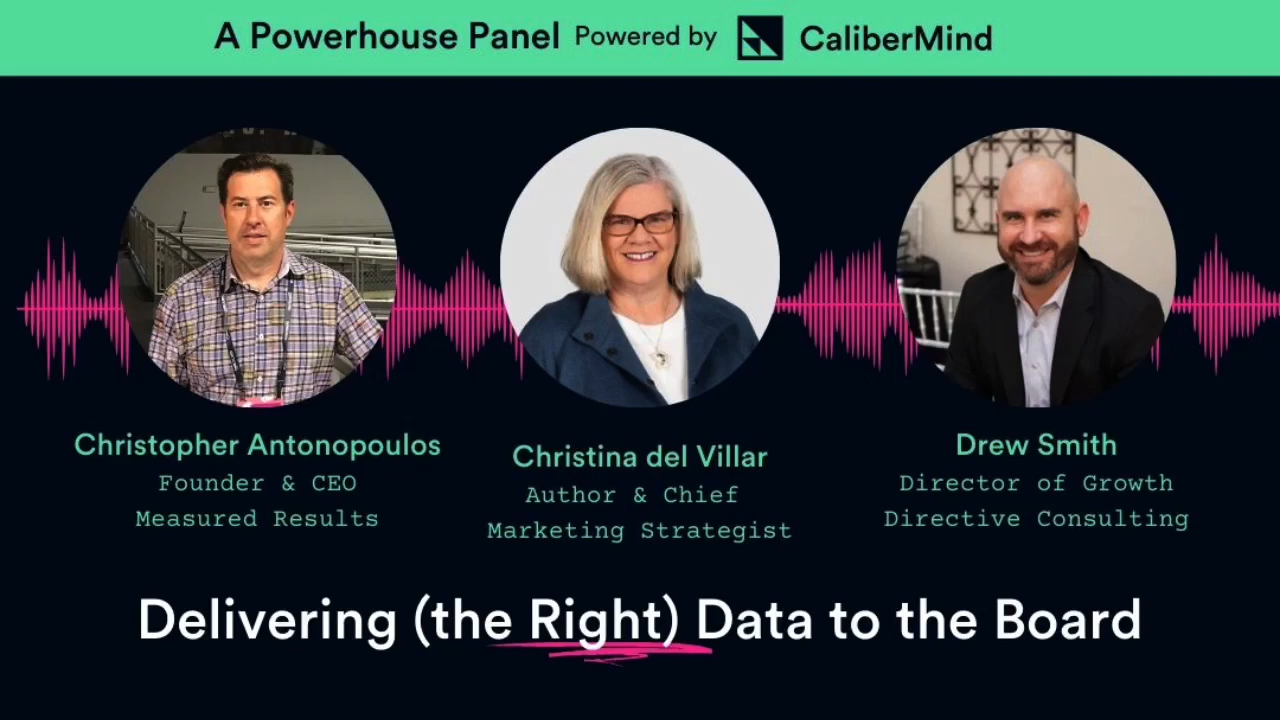 A Powerhouse Panel Powered by CaliberMind
Christopher Antonopoulos
Founder & CEO
Measured Results
Christina del Villar
Author & Chief
Marketing Strategist
Drew Smith
Director of Growth
Directive Consulting
Delivering (the Right) Data to the Board